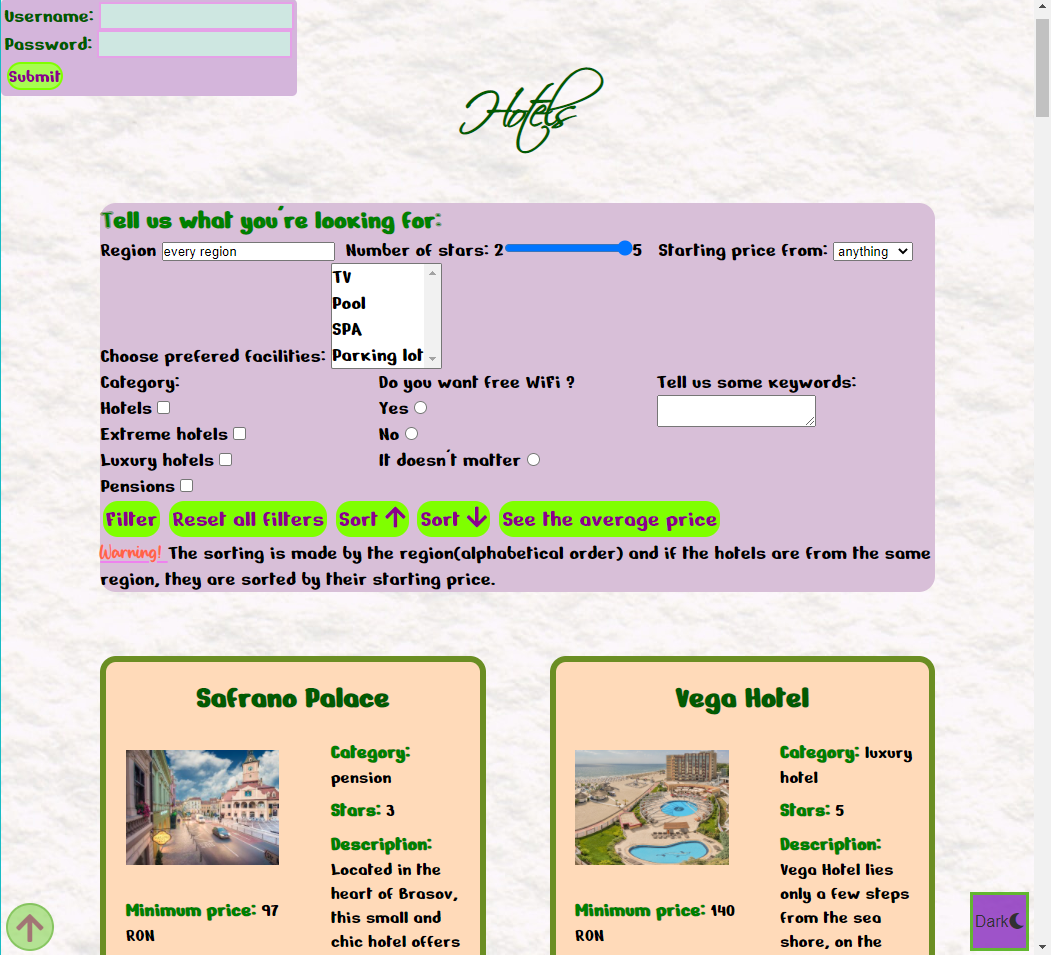 Username:
Password:
Submit
Hotels
Tell us what you're looking for:
Region every region Number of stars: 2 5 Starting price from: anything
TV
Pool
SPA
Choose prefered facilities: Parking lot
Category: Do you want free WiFi ? Tell us some keywords:
Hotels Yes
Extreme hotels No
Luxury hotels It doesn't matter
Pensions
Filter Reset all filters Sort ↑ Sort ↓ See the average price
Warning! The sorting is made by the region(alphabetical order) and if the hotels are from the same
region, they are sorted by their starting price.
Safrano Palace
Category:
pension
Stars: 3
Description:
Located in the
heart of Brasov,
this small and
chic hotel offers
Minimum price: 97
RON
Vega Hotel
Category: luxury
hotel
Stars: 5
Description:
Vega Hotel lies
only a few steps
from the sea
shore, on the
Minimum price: 140
RON
Dark